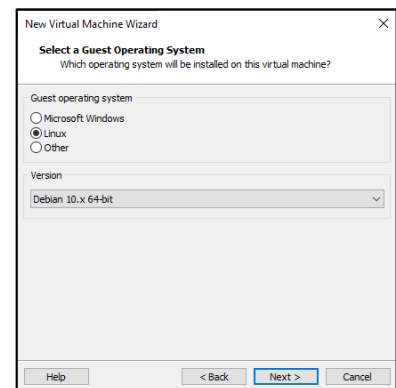 New Virtual Machine Wizard
Select a Guest Operating System
Which operating system will be installed on this virtual machine?
Guest operating system
Microsoft Windows
Linux
Other
Version
Debian 10.x 64-bit
Help
< Back
Next >
Cancel